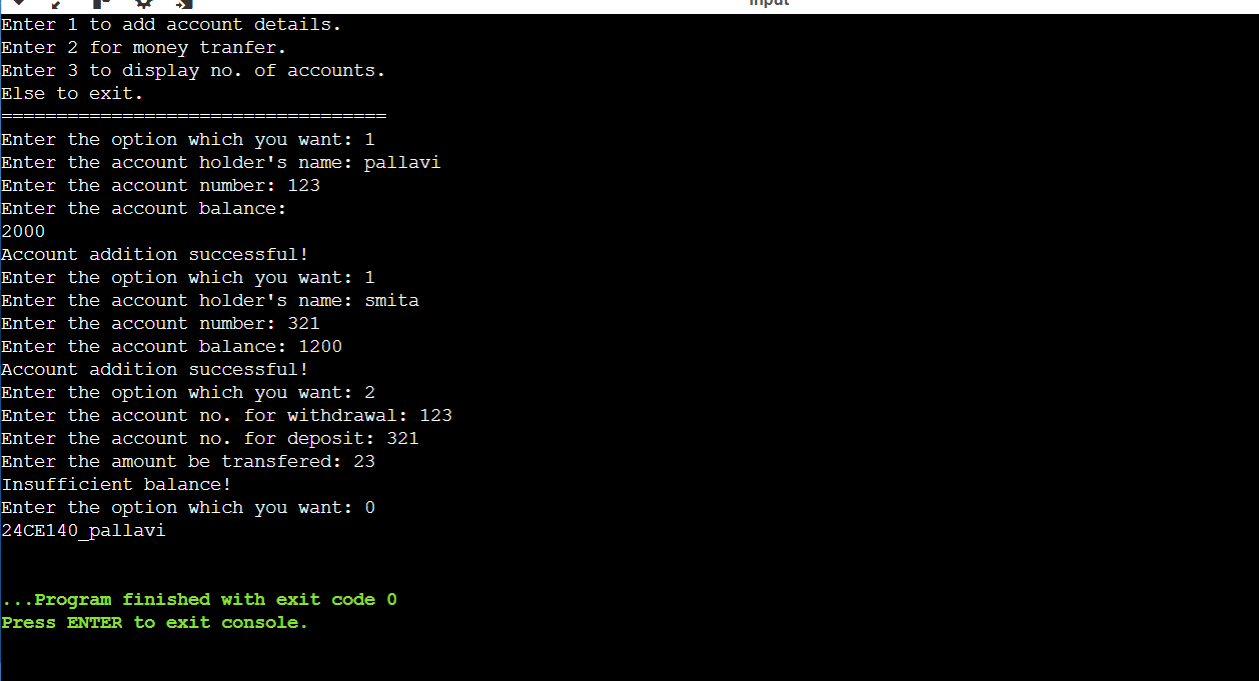 input
Enter 1 to add account details.
Enter 2 for money tranfer.
Enter 3 to display no. of accounts.
Else to exit.
===================================
Enter the option which you want: 1
Enter the account holder's name: pallavi
Enter the account number: 123
Enter the account balance:
2000
Account addition successful!
Enter the option which you want: 1
Enter the account holder's name: smita
Enter the account number: 321
Enter the account balance: 1200
Account addition successful!
Enter the option which you want: 2
Enter the account no. for withdrawal: 123
Enter the account no. for deposit: 321
Enter the amount be transfered: 23
Insufficient balance!
Enter the option which you want: 0
24CE140_pallavi
...Program finished with exit code 0
Press ENTER to exit console.